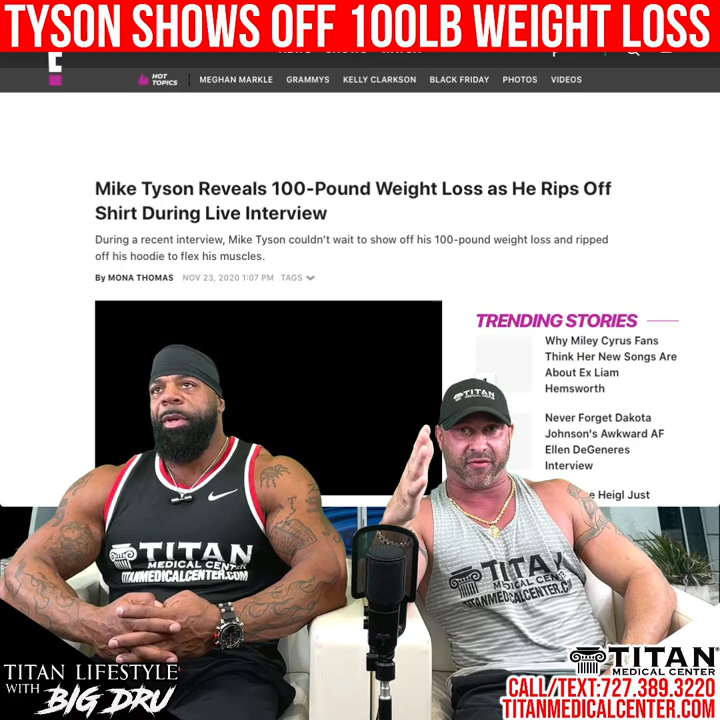 TYSON SHOWS OFF 100LB WEIGHT LOSS
HOT
TOPICS
MEGHAN MARKLE GRAMMYS KELLY CLARKSON BLACK FRIDAY PHOTOS VIDEOS
Mike Tyson Reveals 100-Pound Weight Loss as He Rips Off
Shirt During Live Interview
During a recent interview, Mike Tyson couldn't wait to show off his 100-pound weight loss and ripped
off his hoodie to flex his muscles.
By MONA THOMAS NOV 23, 2020 1:07 PM TAGS
TRENDING STORIES
Why Miley Cyrus Fans
Think Her New Songs Are
About Ex Liam
Hemsworth
Never Forget Dakota
Johnson's Awkward AF
Ellen DeGeneres
Interview
e Heigl Just
TITAN
MEDICAL CENTER
TITAN
MEDICAL CENTER
TITANMEDICALCENTER.COM
TITAN
MEDICAL CEN
TITANMEDICALCENTER.C
TITAN LIFESTYLE
WITH BIG DRU
TITAN
MEDICAL CENTER
CALL/TEXT:727.389.3220
TITANMEDICALCENTER.COM